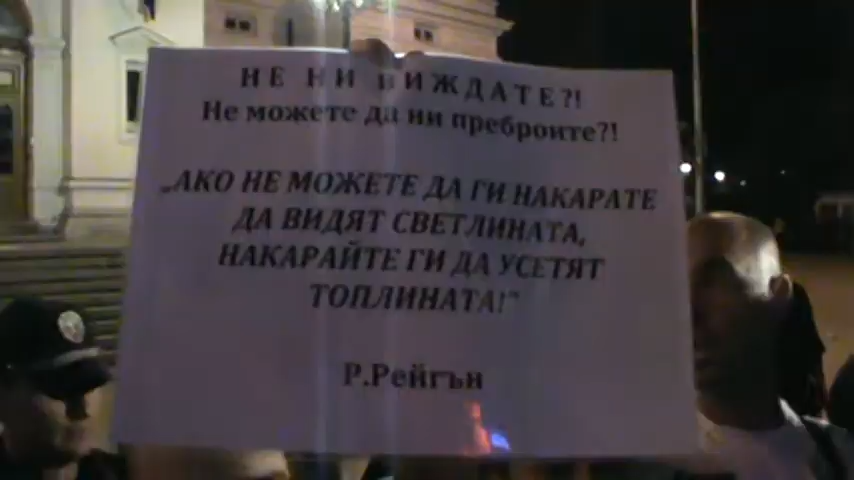 НЕ НИ ВИЖДАТЕ?!
Не можете да ни преброите?!
„АКО НЕ МОЖЕТЕ ДА ГИ НАКАРАТЕ
ДА ВИДЯТ СВЕТЛИНАТА,
НАКАРАЙТЕ ГИ ДА УСЕТЯТ
ТОПЛИНАТА!"
Р.Рейгън